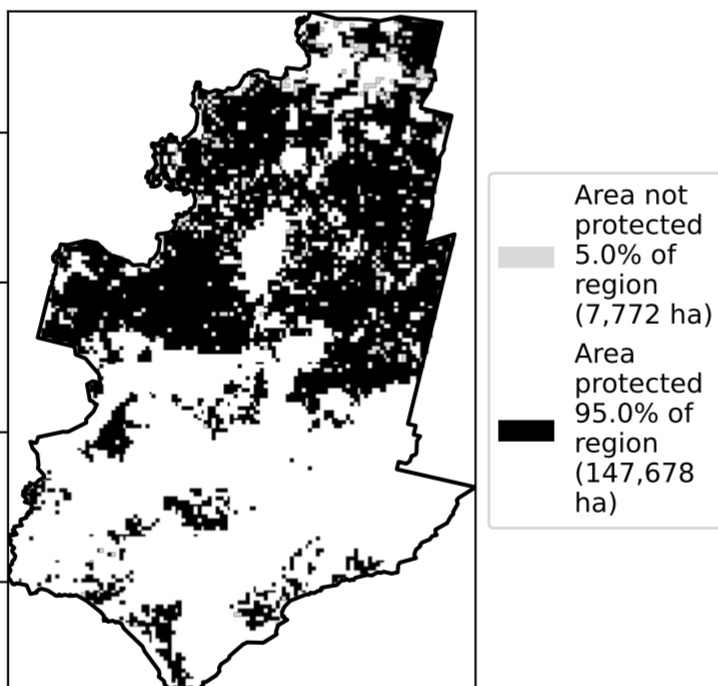 Area not
protected
5.0% of
region
(7,772 ha)
Area
protected
95.0% of
region
(147,678
ha)